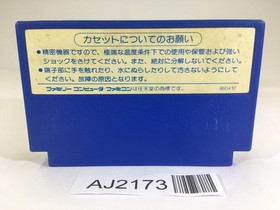 カセットについてのお願い
●精密機器ですので、極端な温度条件下での使用や保管および強い
ショックをさけてください。また、絶対に分解しないでください。
●端子部に手を触れたり、水にぬらしたりして汚さないようにして
ください。故障の原因となります。
ファミリーコンピュータ・ファミコンは任天堂の商標です。
AJ2173